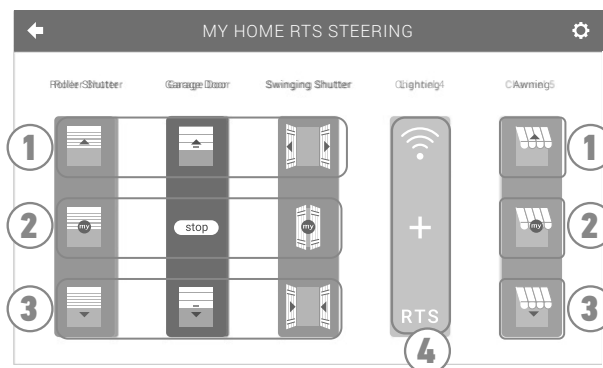 MY HOME RTS STEERING
Roller Shutter Garage Door Swinging Shutter Lighting Awning
1 1
2 my stop my my 2
3 3
+
RTS
4